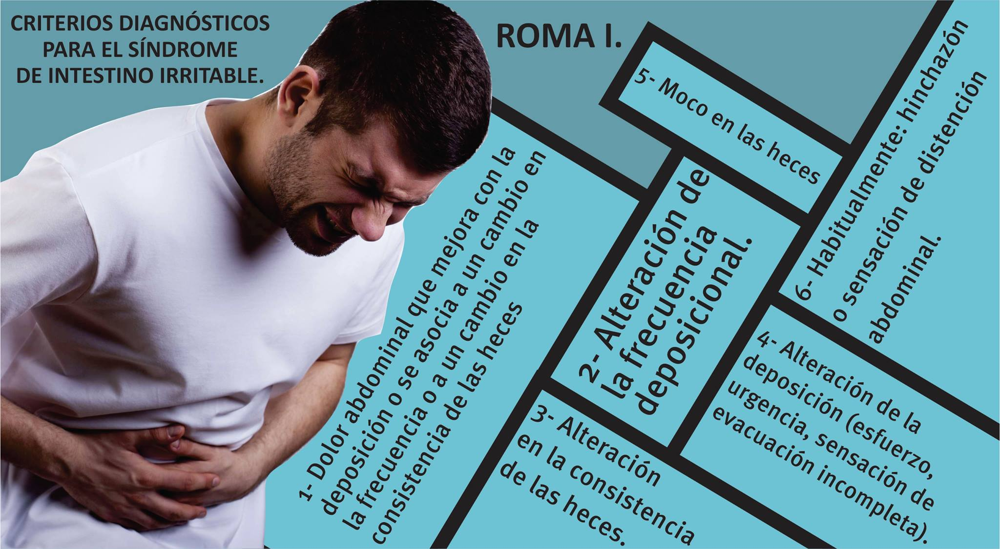 CRITERIOS DIAGNÓSTICOS
PARA EL SÍNDROME
DE INTESTINO IRRITABLE.
ROMA I.
1- Dolor abdominal que mejora con la
deposición o se asocia a un cambio en
la frecuencia o a un cambio en la
consistencia de las heces
2- Alteración de
la frecuencia
deposicional.
3- Alteración
en la consistencia
de las heces.
4- Alteración de la
deposición (esfuerzo,
urgencia, sensación de
evacuación incompleta).
5- Moco en las heces
6- Habitualmente: hinchazón
o sensación de distención
abdominal.